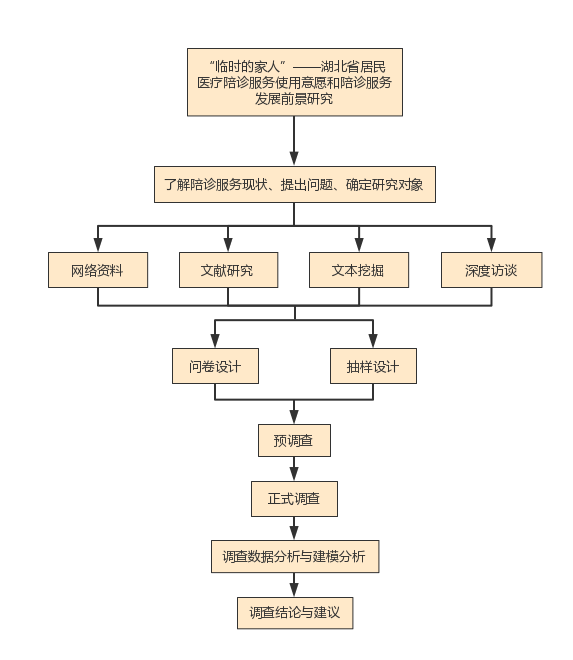 “临时的家人”——湖北省居民
医疗陪诊服务使用意愿和陪诊服务
发展前景研究
了解陪诊服务现状、提出问题、确定研究对象
网络资料
文献研究
文本挖掘
深度访谈
问卷设计
抽样设计
预调查
正式调查
调查数据分析与建模分析
调查结论与建议